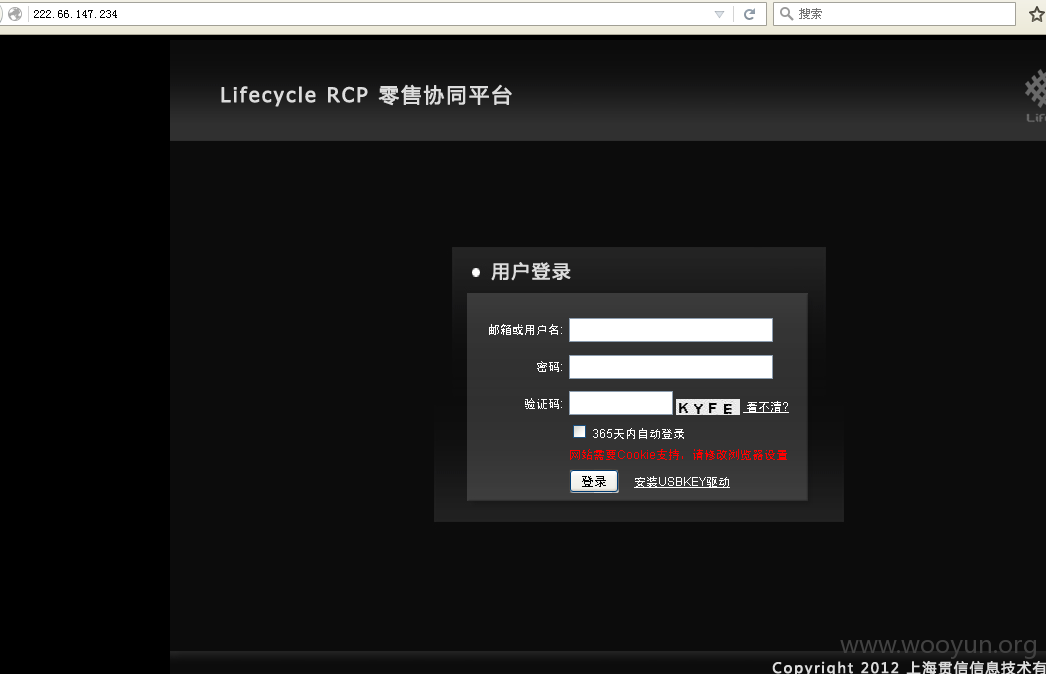 222.66.147.234
搜索
Lifecycle RCP 零售协同平台
Life
用户登录
邮箱或用户名:
密码:
验证码: KYFE 看不清?
365天内自动登录
网站需要Cookie支持，请修改浏览器设置
登录 安装USBKEY驱动
www.wooyun.org
Copyright 2012 上海贯信信息技术有